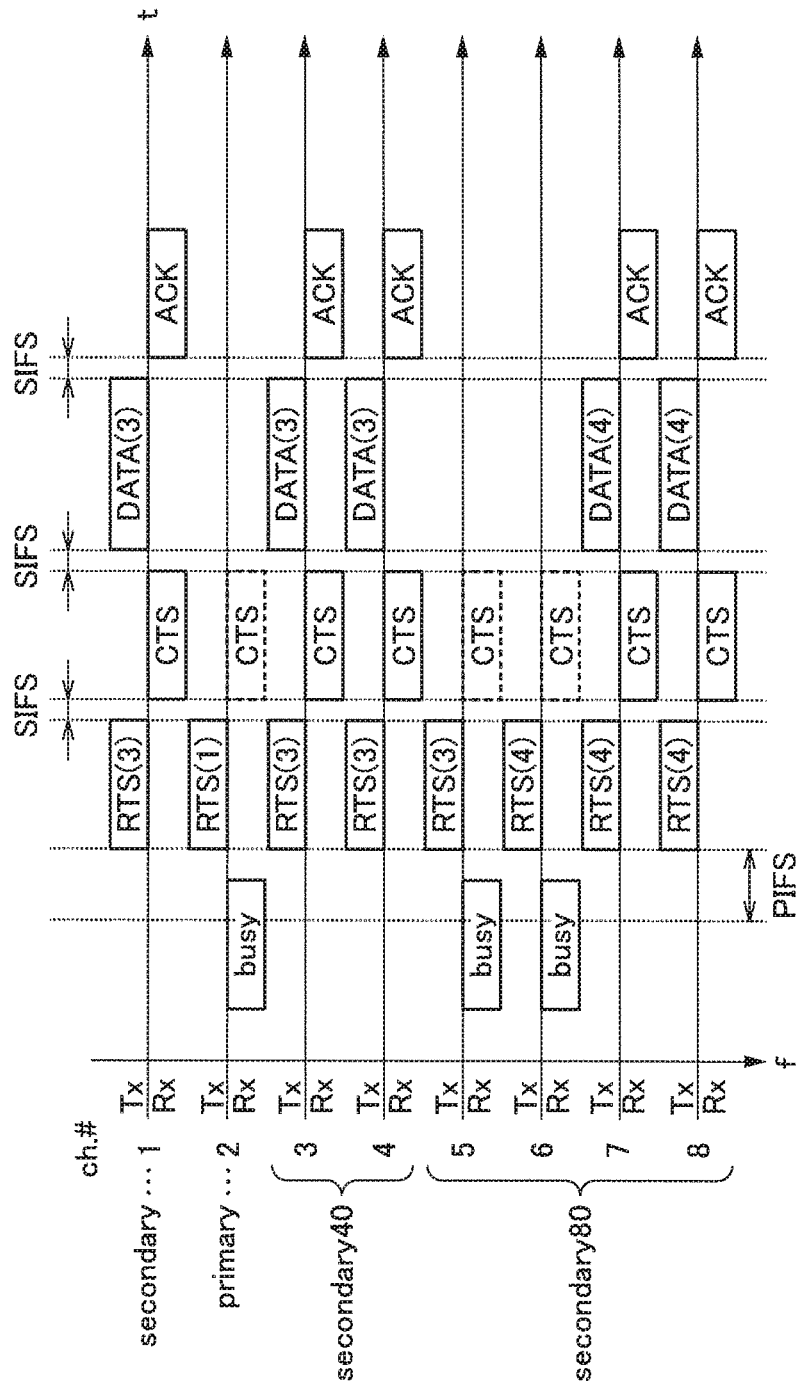 SIFS SIFS SIFS
t
ch.#
secondary ... 1 Tx RTS(3) DATA(3)
Rx CTS ACK
primary ... 2 Tx RTS(1)
Rx busy CTS
3 Tx RTS(3) DATA(3)
Rx CTS ACK
secondary40
4 Tx RTS(3) DATA(3)
Rx CTS ACK
5 Tx RTS(3)
Rx busy CTS
6 Tx RTS(4)
Rx busy CTS
secondary80
7 Tx RTS(4) DATA(4)
Rx CTS ACK
8 Tx RTS(4) DATA(4)
Rx CTS ACK
f
PIFS